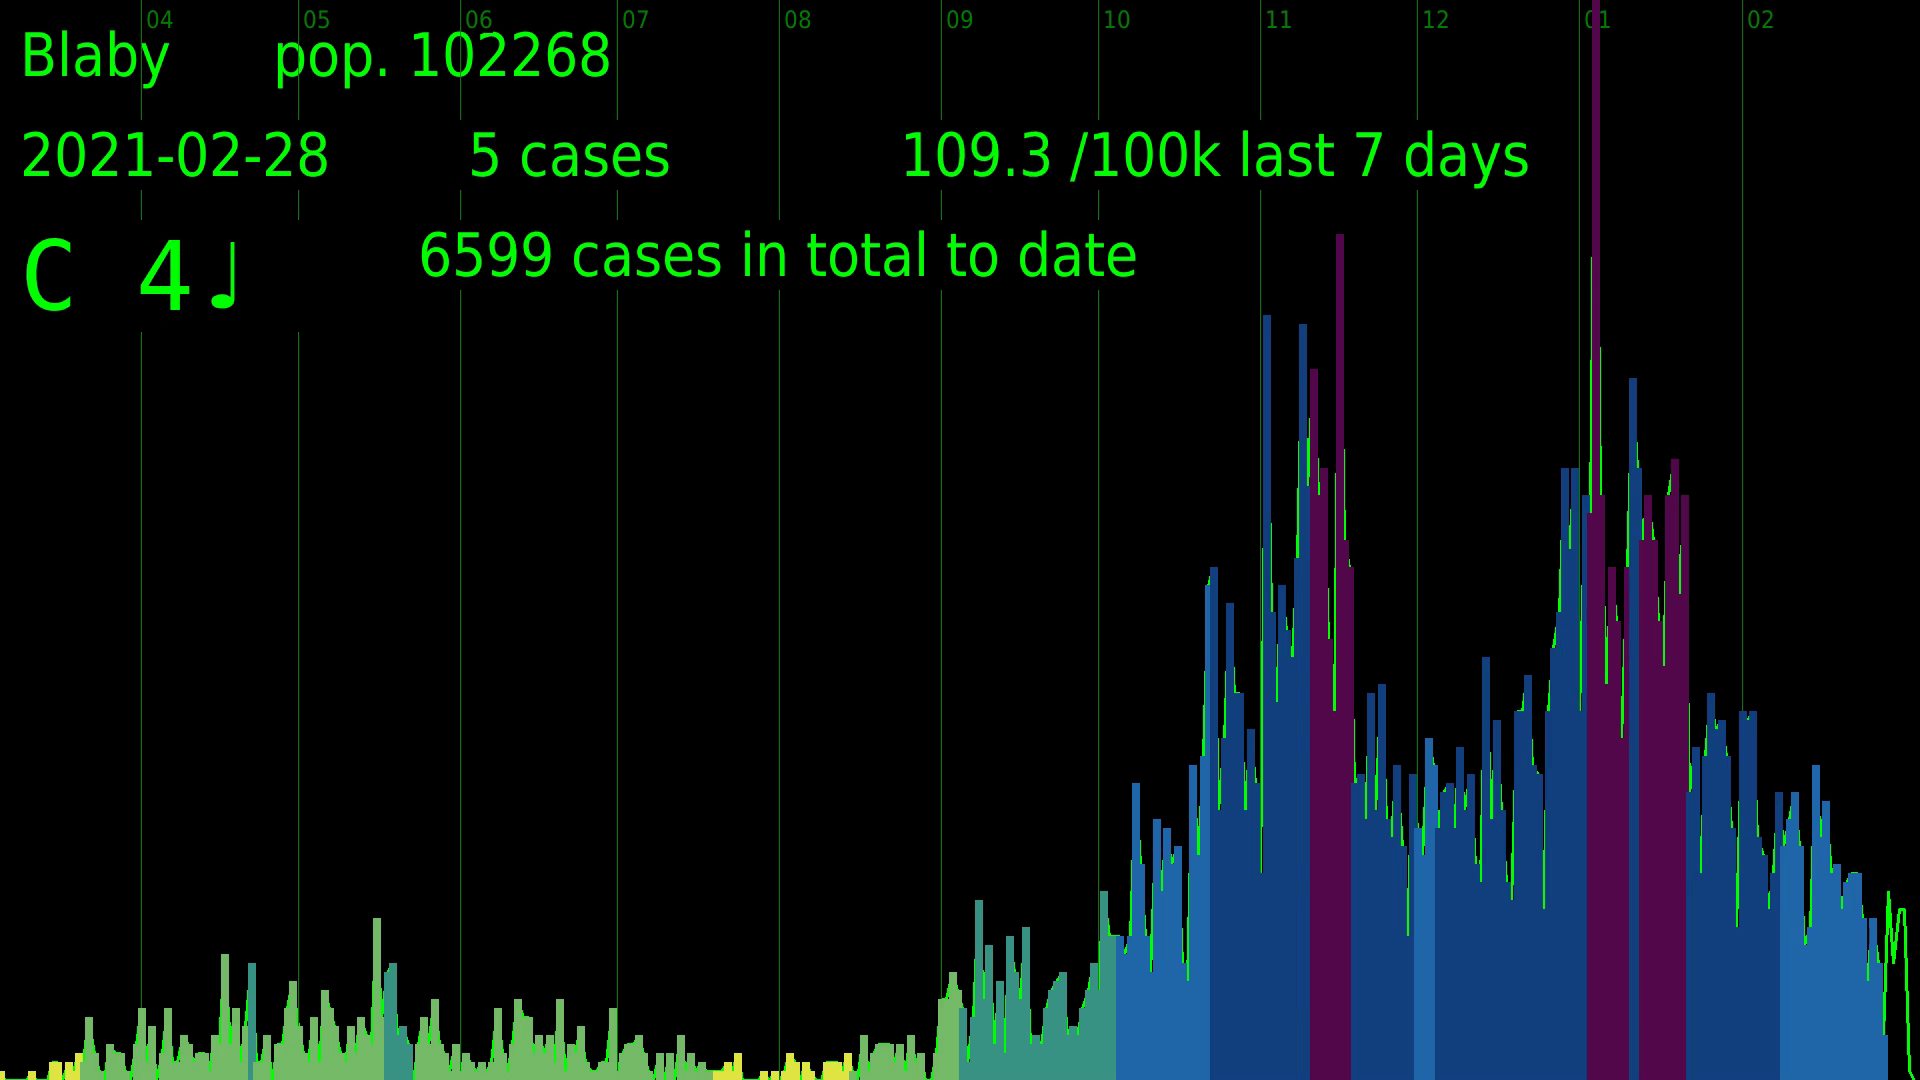 04 05 06 07 08 09 10 11 12 01 02
Blaby pop. 102268
2021-02-28 5 cases 109.3 /100k last 7 days
C 4♩ 6599 cases in total to date